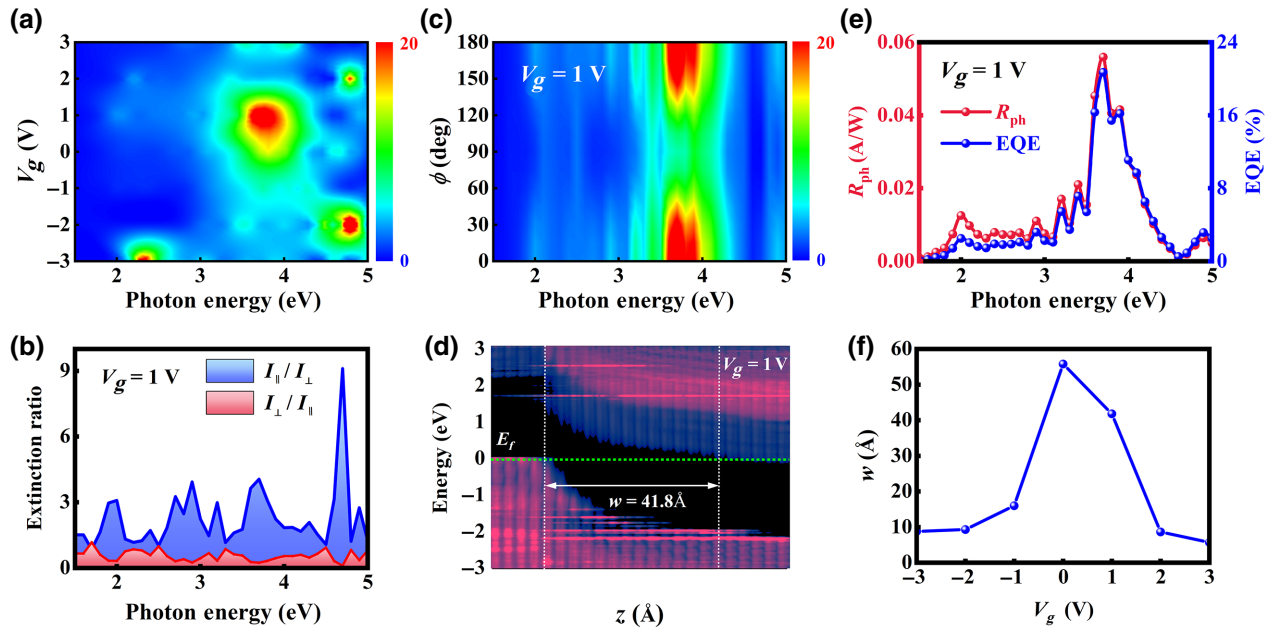 (a)
3
2
1
0
−1
−2
−3
V_g (V)
2
3
4
5
Photon energy (eV)
20
0
(c)
V_g = 1 V
180
150
120
90
60
30
0
ϕ (deg)
2
3
4
5
Photon energy (eV)
20
0
(e)
V_g = 1 V
R_ph
EQE
0.06
0.04
0.02
0.00
R_ph (A/W)
24
18
12
6
0
EQE (%)
2
3
4
5
Photon energy (eV)
(b)
V_g = 1 V
I_∥ / I_⊥
I_⊥ / I_∥
9
6
3
0
Extinction ratio
2
3
4
5
Photon energy (eV)
(d)
V_g = 1 V
3
2
1
0
−1
−2
−3
Energy (eV)
E_f
w = 41.8Å
z (Å)
(f)
60
50
40
30
20
10
0
w (Å)
−3
−2
−1
0
1
2
3
V_g (V)